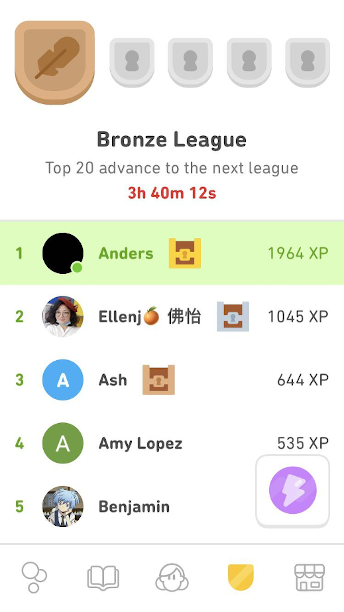 Bronze League
Top 20 advance to the next league
3h 40m 12s
1 Anders 1964 XP
2 Ellenj🍊 佛怡 1045 XP
3 A Ash 644 XP
4 A Amy Lopez 535 XP
5 Benjamin